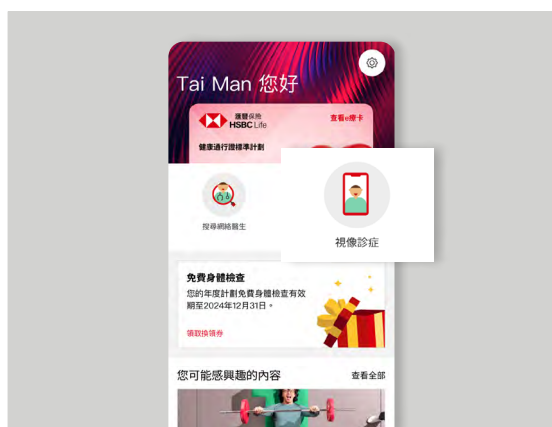 Tai Man 您好
滙豐保險
HSBC Life
查看e療卡
健康通行證標準計劃
搜尋網絡醫生
視像診症
免費身體檢查
您的年度計劃免費身體檢查有效
期至2024年12月31日。
領取換領券
您可能感興趣的內容
查看全部